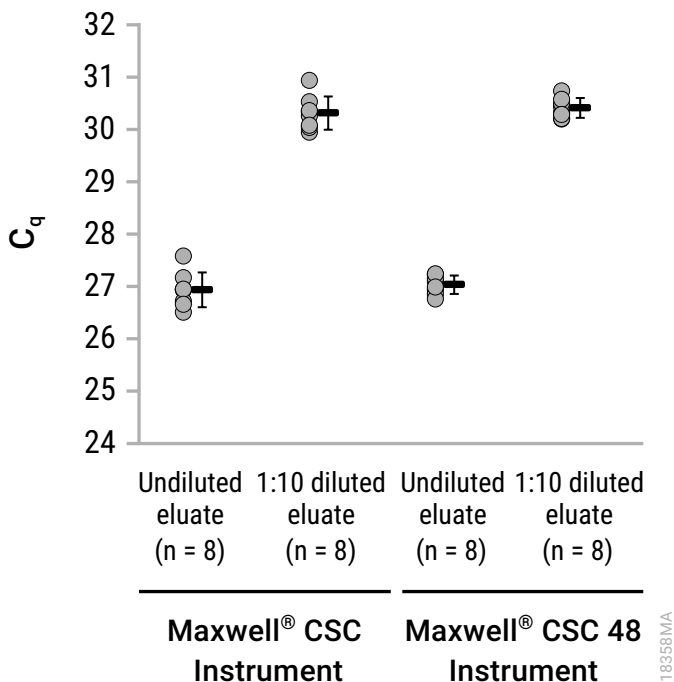 32
31
30
29
28
27
26
25
24
Cq
Undiluted eluate (n = 8)
1:10 diluted eluate (n = 8)
Undiluted eluate (n = 8)
1:10 diluted eluate (n = 8)
Maxwell® CSC
Instrument
Maxwell® CSC 48
Instrument
18358MA